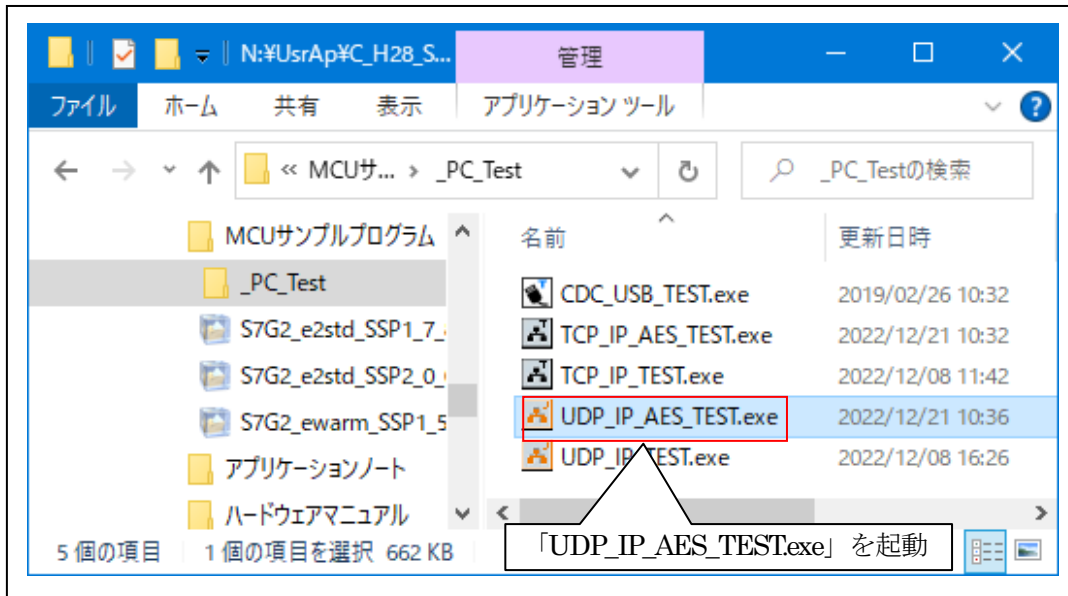 N:¥UsrAp¥C_H28_S...
管理
ファイル ホーム 共有 表示 アプリケーション ツール
« MCUサ... › _PC_Test
_PC_Testの検索
MCUサンプルプログラム
_PC_Test
S7G2_e2std_SSP1_7_
S7G2_e2std_SSP2_0_
S7G2_ewarm_SSP1_5
アプリケーションノート
ハードウェアマニュアル
名前 更新日時
CDC_USB_TEST.exe 2019/02/26 10:32
TCP_IP_AES_TEST.exe 2022/12/21 10:32
TCP_IP_TEST.exe 2022/12/08 11:42
UDP_IP_AES_TEST.exe 2022/12/21 10:36
UDP_IP_TEST.exe 2022/12/08 16:26
「UDP_IP_AES_TEST.exe」を起動
5 個の項目 1 個の項目を選択 662 KB